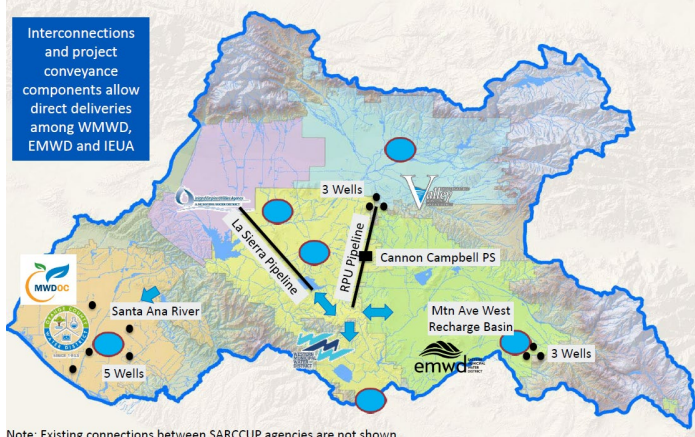 Interconnections
and project
conveyance
components allow
direct deliveries
among WMWD,
EMWD and IEUA
3 Wells
Valley
La Sierra Pipeline
RPU Pipeline
Cannon Campbell PS
MWDOC
Santa Ana River
5 Wells
Mtn Ave West
Recharge Basin
3 Wells
emwd
Note: Existing connections between SARCCUP agencies are not shown